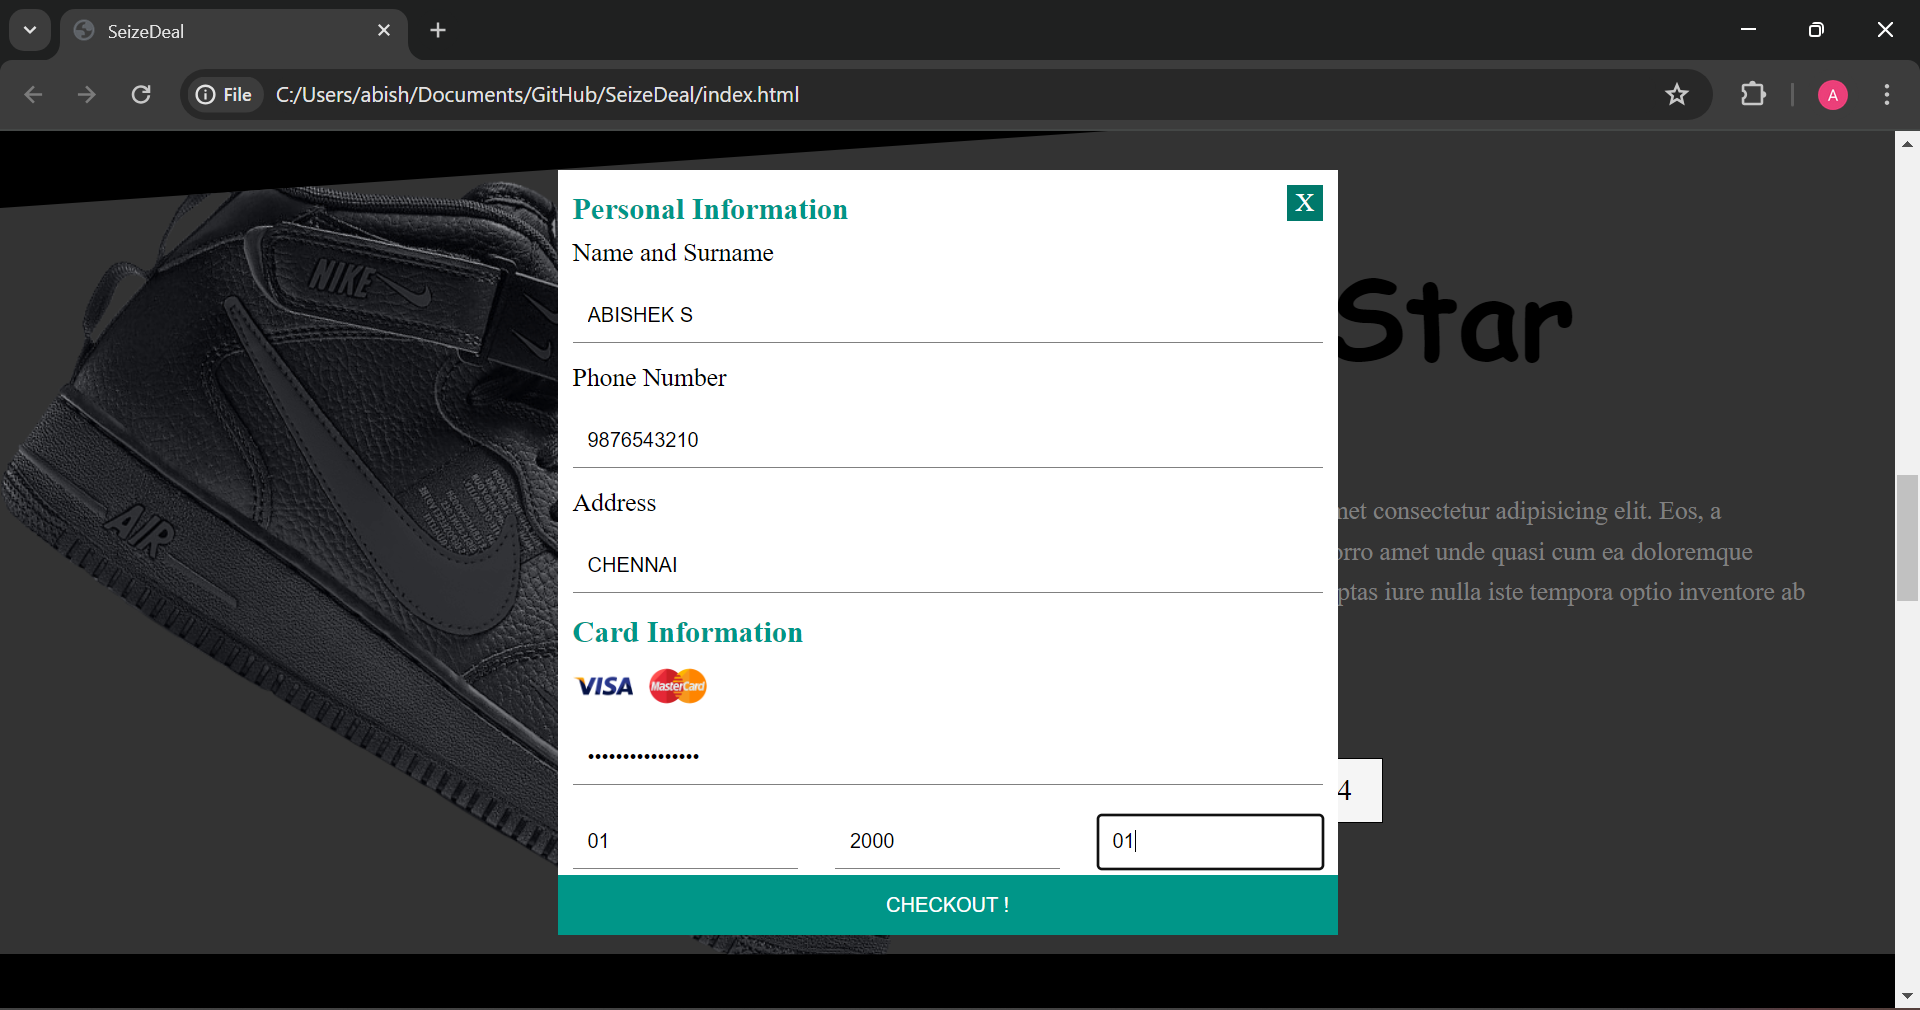 SeizeDeal
File C:/Users/abish/Documents/GitHub/SeizeDeal/index.html
A
Personal Information
X
Name and Surname
ABISHEK S
Phone Number
9876543210
Address
CHENNAI
Card Information
VISA MasterCard
••••••••••••••••
01 2000 01
CHECKOUT !
NIKE
AIR
Star
met consectetur adipisicing elit. Eos, a
orro amet unde quasi cum ea doloremque
ptas iure nulla iste tempora optio inventore ab
4